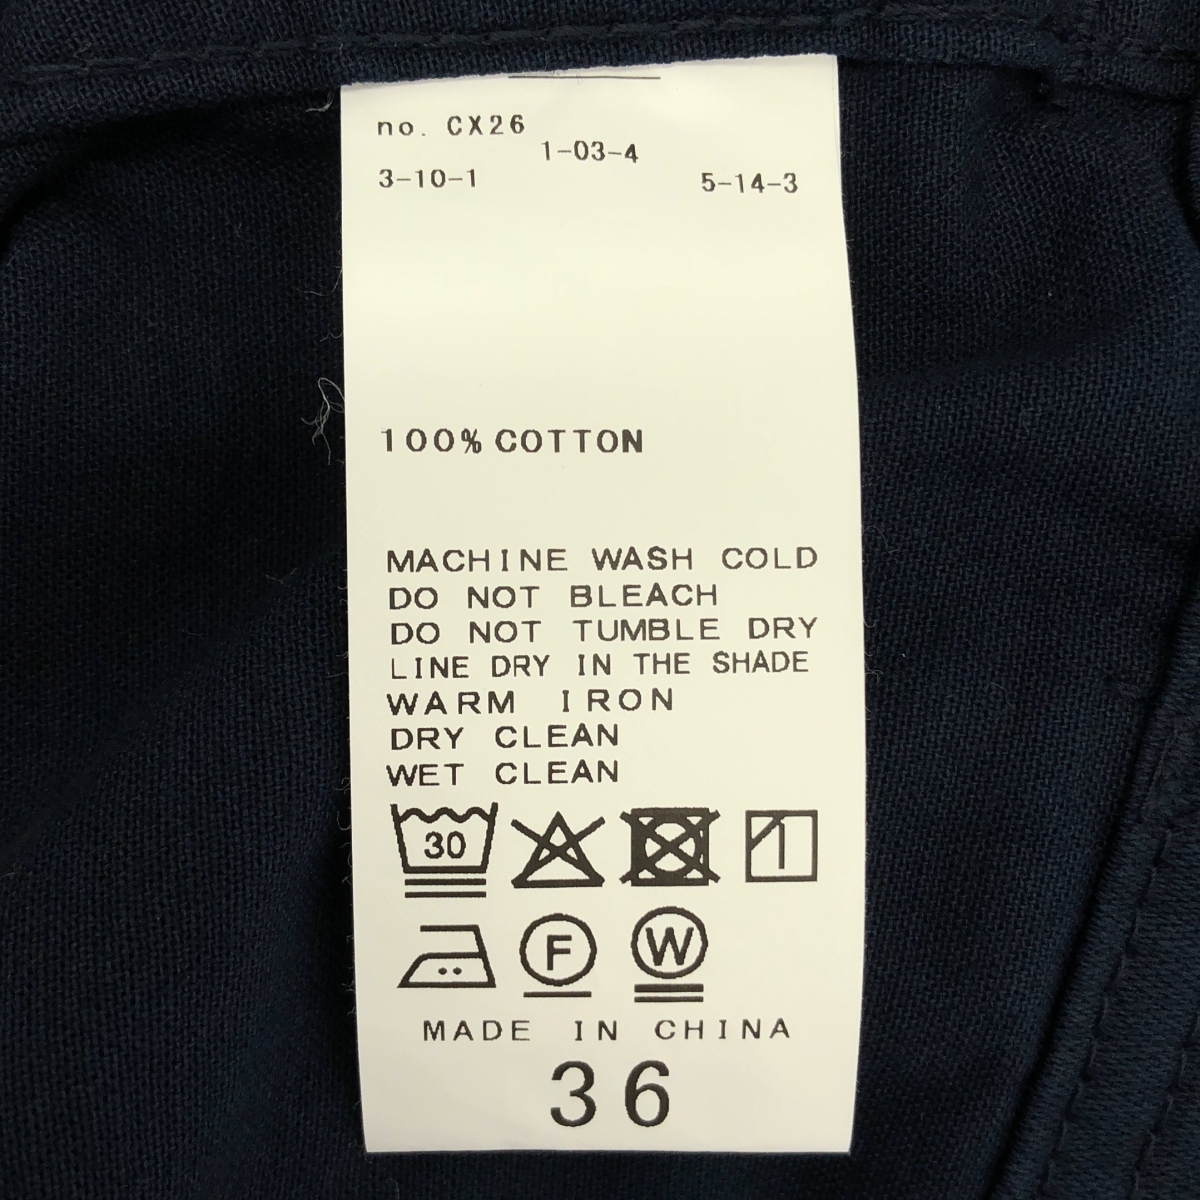 no. CX26
1-03-4
3-10-1 5-14-3
100% COTTON
MACHINE WASH COLD
DO NOT BLEACH
DO NOT TUMBLE DRY
LINE DRY IN THE SHADE
WARM IRON
DRY CLEAN
WET CLEAN
30
F W
MADE IN CHINA
36